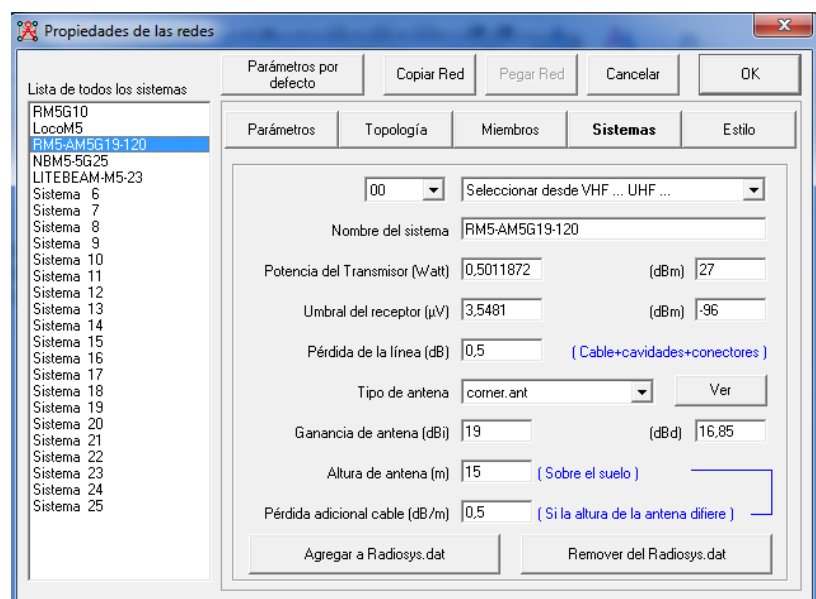 Propiedades de las redes
Parámetros por defecto
Copiar Red
Pegar Red
Cancelar
OK
Lista de todos los sistemas
RM5G10
LocoM5
RM5-AM5G19-120
NBM5-5G25
LITEBEAM-M5-23
Sistema 6
Sistema 7
Sistema 8
Sistema 9
Sistema 10
Sistema 11
Sistema 12
Sistema 13
Sistema 14
Sistema 15
Sistema 16
Sistema 17
Sistema 18
Sistema 19
Sistema 20
Sistema 21
Sistema 22
Sistema 23
Sistema 24
Sistema 25
Parámetros
Topología
Miembros
Sistemas
Estilo
00 Seleccionar desde VHF ... UHF ...
Nombre del sistema RM5-AM5G19-120
Potencia del Transmisor (Watt) 0,5011872 (dBm) 27
Umbral del receptor (µV) 3,5481 (dBm) -96
Pérdida de la línea (dB) 0,5 ( Cable+cavidades+conectores )
Tipo de antena corner.ant Ver
Ganancia de antena (dBi) 19 (dBd) 16,85
Altura de antena (m) 15 ( Sobre el suelo )
Pérdida adicional cable (dB/m) 0,5 ( Si la altura de la antena difiere )
Agregar a Radiosys.dat
Remover del Radiosys.dat